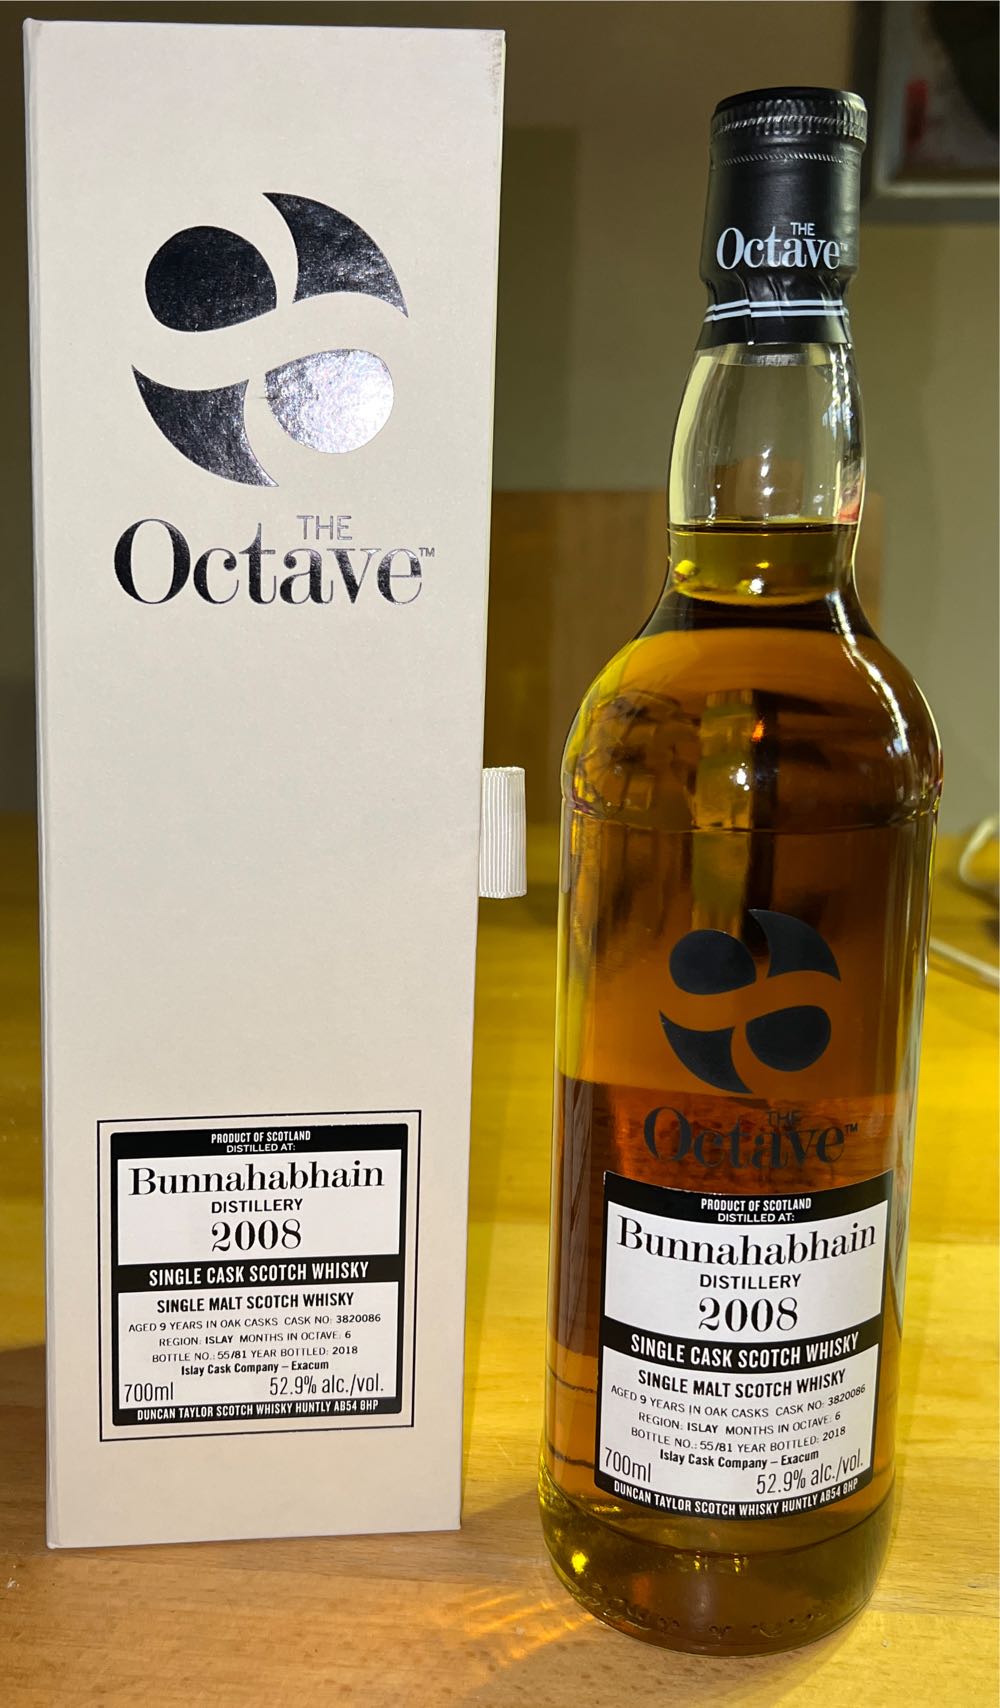 THE
Octave™
PRODUCT OF SCOTLAND
DISTILLED AT:
Bunnahabhain
DISTILLERY
2008
SINGLE CASK SCOTCH WHISKY
SINGLE MALT SCOTCH WHISKY
AGED 9 YEARS IN OAK CASKS CASK NO: 3820086
REGION: ISLAY MONTHS IN OCTAVE: 6
BOTTLE NO.: 55/81 YEAR BOTTLED: 2018
Islay Cask Company – Exacum
700ml 52.9% alc./vol.
DUNCAN TAYLOR SCOTCH WHISKY HUNTLY AB54 8HP
THE
Octave™
THE
Octave™
PRODUCT OF SCOTLAND
DISTILLED AT:
Bunnahabhain
DISTILLERY
2008
SINGLE CASK SCOTCH WHISKY
SINGLE MALT SCOTCH WHISKY
AGED 9 YEARS IN OAK CASKS CASK NO: 3820086
REGION: ISLAY MONTHS IN OCTAVE: 6
BOTTLE NO.: 55/81 YEAR BOTTLED: 2018
Islay Cask Company – Exacum
700ml 52.9% alc./vol.
DUNCAN TAYLOR SCOTCH WHISKY HUNTLY AB54 8HP